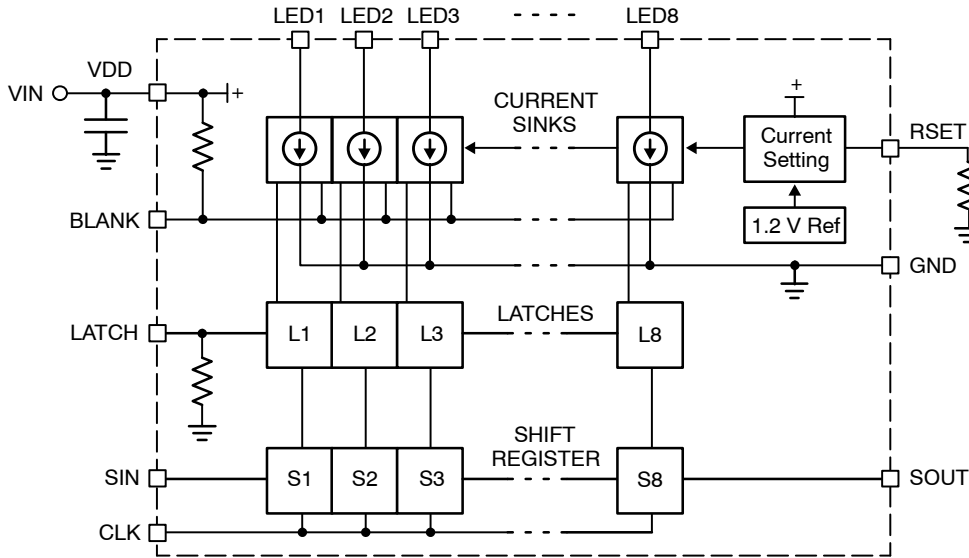 LED1 LED2 LED3 LED8
VDD
VIN
+
CURRENT
SINKS
+
Current
Setting
RSET
BLANK
1.2 V Ref
GND
LATCH
LATCHES
L1 L2 L3 L8
SHIFT
REGISTER
SIN
S1 S2 S3 S8
SOUT
CLK